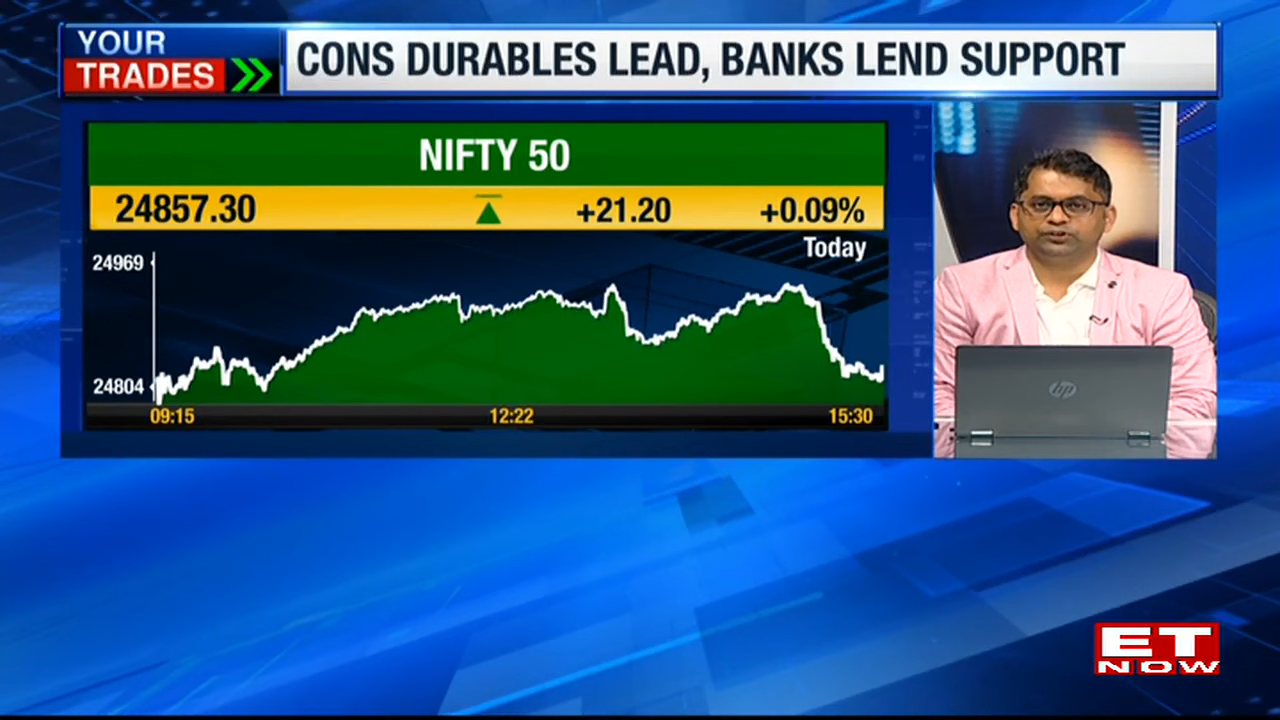 YOUR
TRADES
CONS DURABLES LEAD, BANKS LEND SUPPORT
NIFTY 50
24857.30 +21.20 +0.09%
Today
24969
24804
09:15 12:22 15:30
hp
ET
NOW